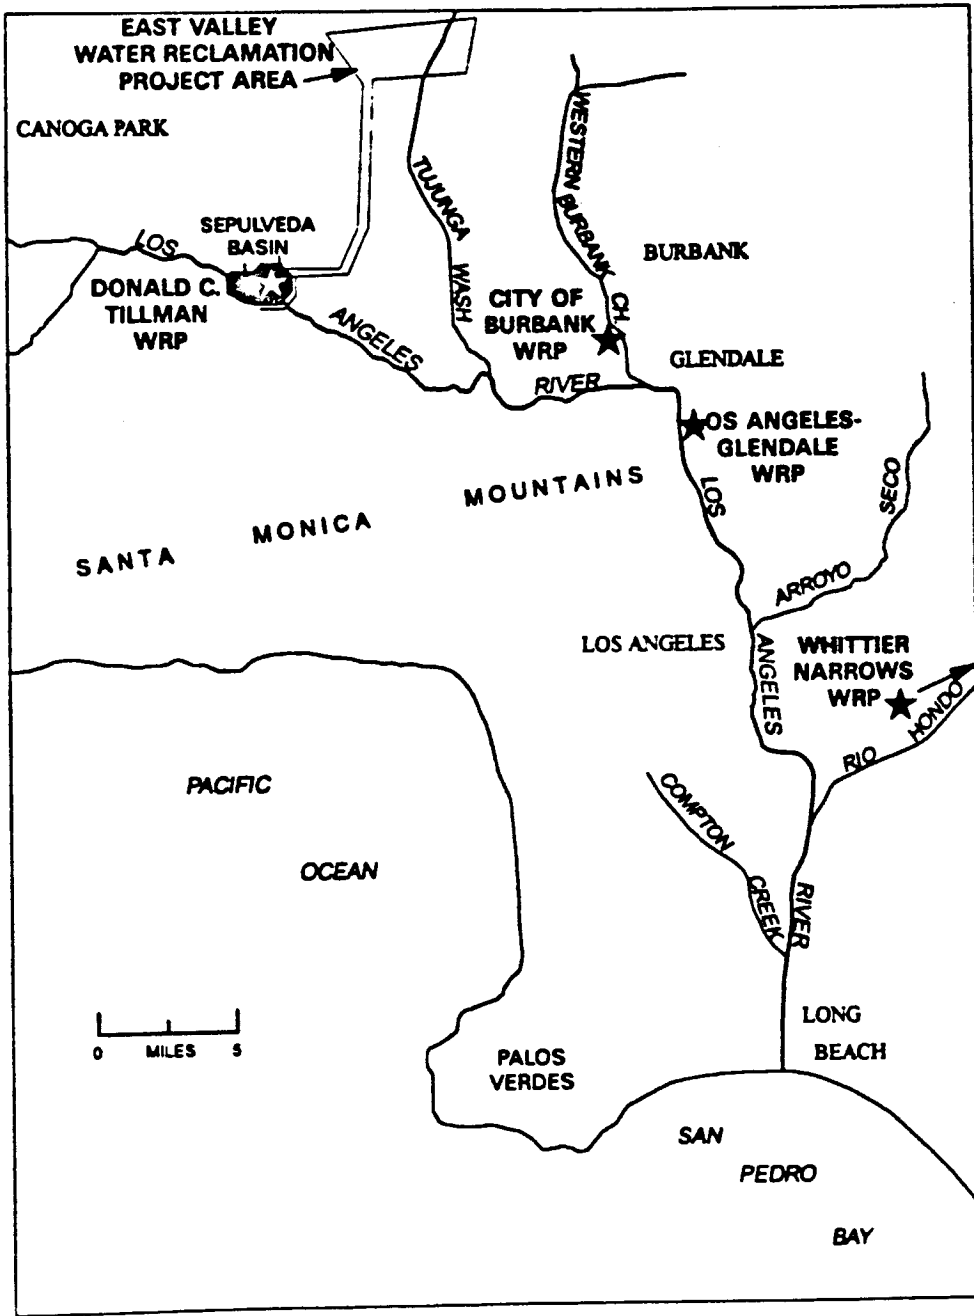 EAST VALLEY
WATER RECLAMATION
PROJECT AREA
CANOGA PARK
WESTERN BURBANK
TUJUNGA
WASH
BURBANK CH.
BURBANK
SEPULVEDA
BASIN
LOS
DONALD C.
TILLMAN
WRP
ANGELES
CITY OF
BURBANK
WRP
GLENDALE
RIVER
OS ANGELES-
GLENDALE
WRP
LOS
SECO
SANTA MONICA MOUNTAINS
ARROYO
LOS ANGELES
ANGELES
WHITTIER
NARROWS
WRP
RIO HONDO
PACIFIC
OCEAN
COMPTON
CREEK
RIVER
0 MILES 5
LONG
BEACH
PALOS
VERDES
SAN
PEDRO
BAY